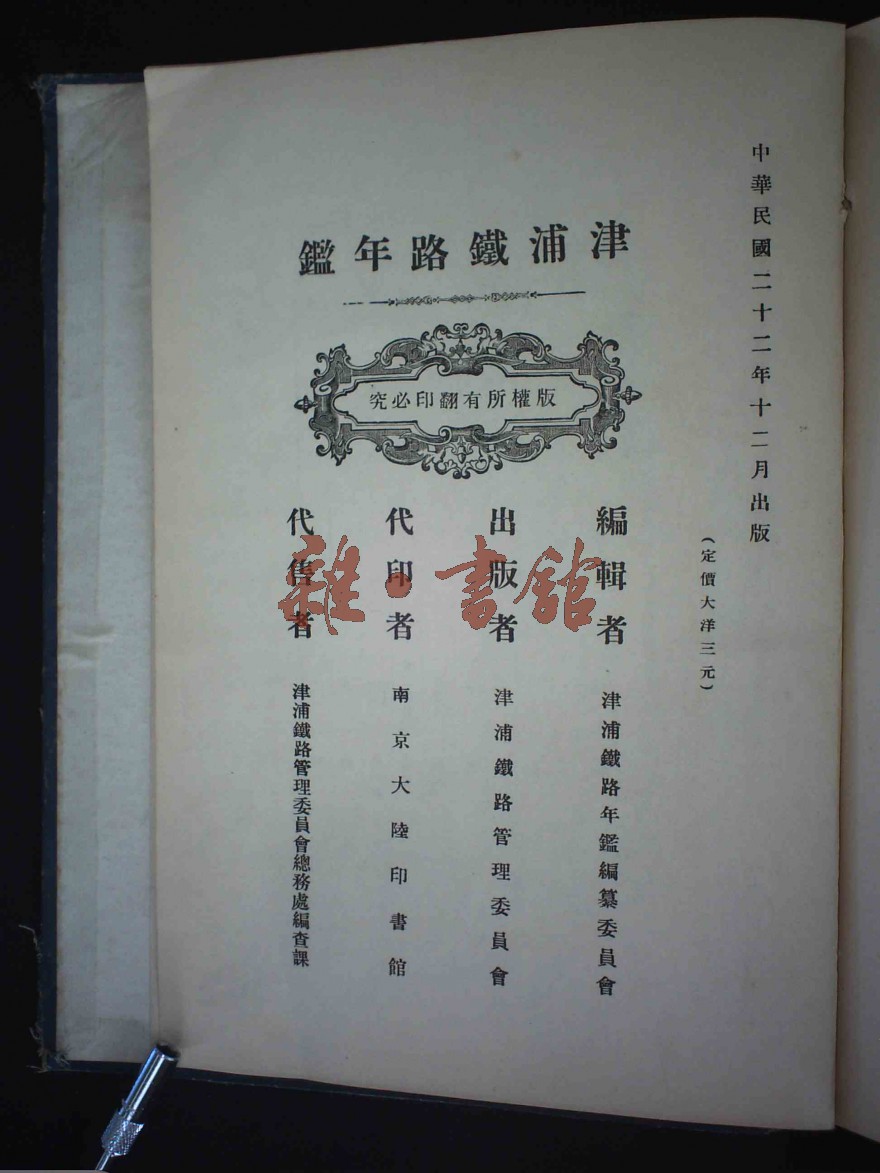 中華民國二十二年十二月出版
(定價大洋三元)
津浦鐵路年鑑
版權所有翻印必究
編輯者 津浦鐵路年鑑編纂委員會
出版者 津浦鐵路管理委員會
代印者 南京大陸印書館
代售者 津浦鐵路管理委員會總務處編查課
雜·書館